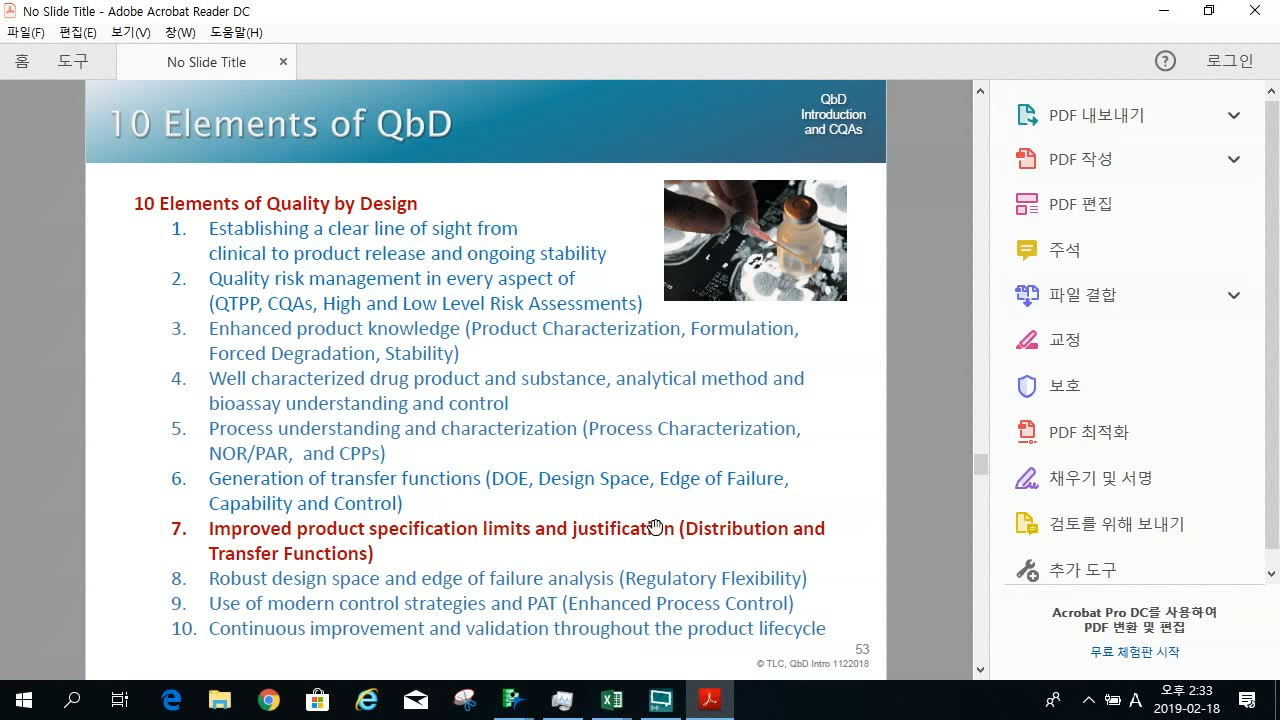 No Slide Title - Adobe Acrobat Reader DC
파일(F) 편집(E) 보기(V) 창(W) 도움말(H)
홈 도구 No Slide Title × ? 로그인
10 Elements of QbD
QbD
Introduction
and CQAs
10 Elements of Quality by Design
1. Establishing a clear line of sight from
clinical to product release and ongoing stability
2. Quality risk management in every aspect of
(QTPP, CQAs, High and Low Level Risk Assessments)
3. Enhanced product knowledge (Product Characterization, Formulation,
Forced Degradation, Stability)
4. Well characterized drug product and substance, analytical method and
bioassay understanding and control
5. Process understanding and characterization (Process Characterization,
NOR/PAR, and CPPs)
6. Generation of transfer functions (DOE, Design Space, Edge of Failure,
Capability and Control)
7. Improved product specification limits and justification (Distribution and
Transfer Functions)
8. Robust design space and edge of failure analysis (Regulatory Flexibility)
9. Use of modern control strategies and PAT (Enhanced Process Control)
10. Continuous improvement and validation throughout the product lifecycle
53
© TLC, QbD Intro 1122018
PDF 내보내기
PDF 작성
PDF 편집
주석
파일 결합
교정
보호
PDF 최적화
채우기 및 서명
검토를 위해 보내기
추가 도구
Acrobat Pro DC를 사용하여
PDF 변환 및 편집
무료 체험판 시작
A
오후 2:33
2019-02-18